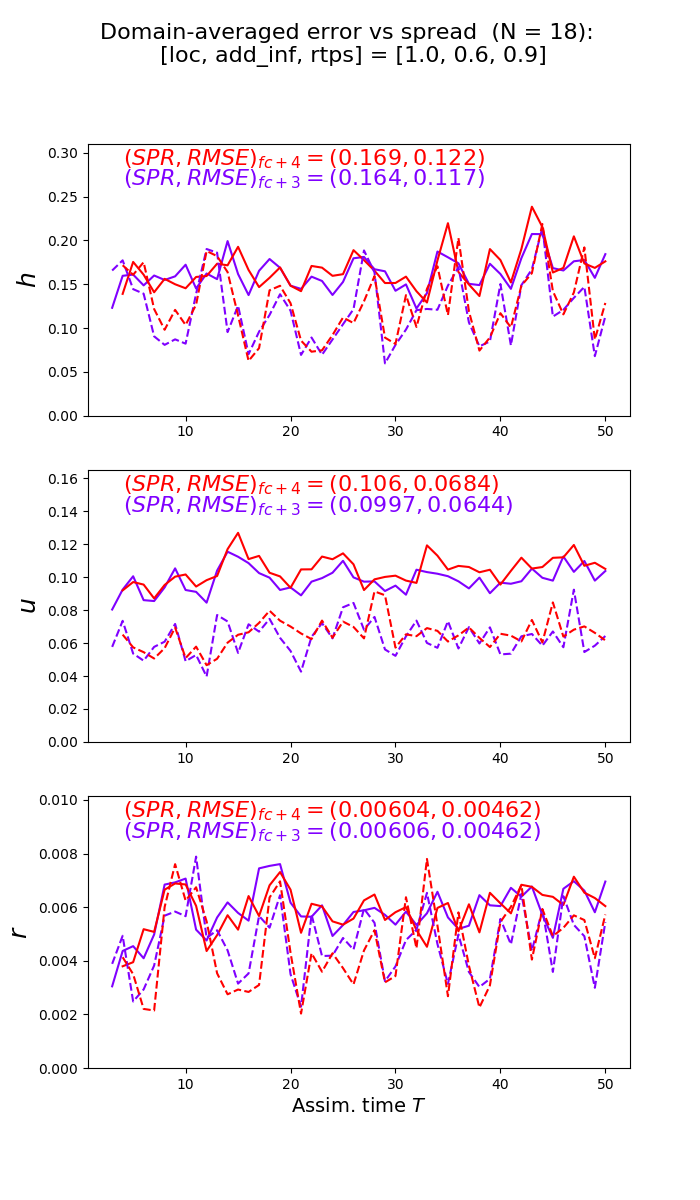 Domain-averaged error vs spread (N = 18):
[loc, add_inf, rtps] = [1.0, 0.6, 0.9]
(SPR, RMSE)fc+4 = (0.169, 0.122)
(SPR, RMSE)fc+3 = (0.164, 0.117)
0.30
0.25
0.20
0.15
0.10
0.05
0.00
h
10 20 30 40 50
(SPR, RMSE)fc+4 = (0.106, 0.0684)
(SPR, RMSE)fc+3 = (0.0997, 0.0644)
0.16
0.14
0.12
0.10
0.08
0.06
0.04
0.02
0.00
u
10 20 30 40 50
(SPR, RMSE)fc+4 = (0.00604, 0.00462)
(SPR, RMSE)fc+3 = (0.00606, 0.00462)
0.010
0.008
0.006
0.004
0.002
0.000
r
10 20 30 40 50
Assim. time T